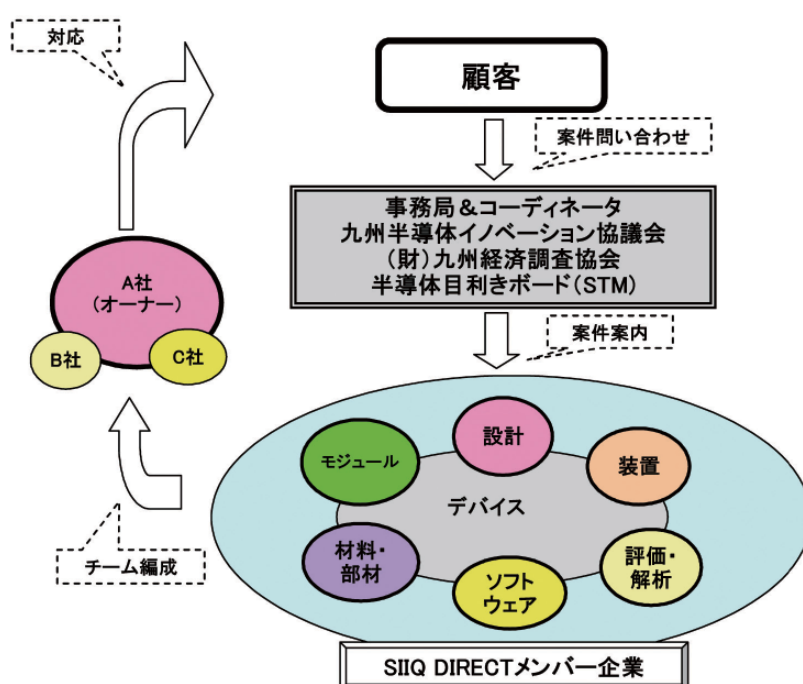 対応
顧客
案件問い合わせ
事務局&コーディネータ
九州半導体イノベーション協議会
(財)九州経済調査協会
半導体目利きボード(STM)
A社
(オーナー)
B社
C社
案件案内
設計
モジュール
装置
デバイス
材料・
部材
評価・
解析
ソフト
ウェア
チーム編成
SIIQ DIRECTメンバー企業